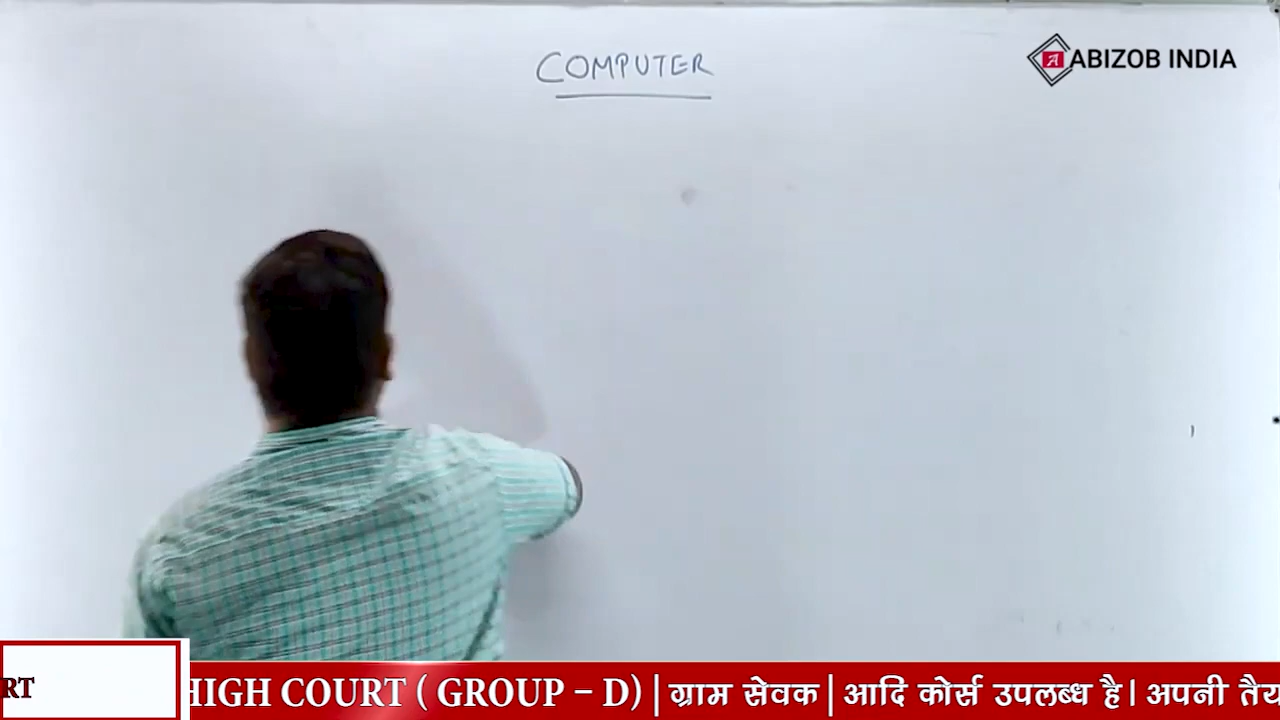 COMPUTER
ABIZOB INDIA
RT
HIGH COURT ( GROUP – D) | ग्राम सेवक | आदि कोर्स उपलब्ध है। अपनी